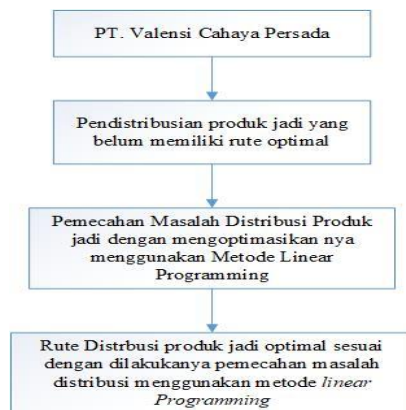 PT. Valensi Cahaya Persada
Pendistribusian produk jadi yang
belum memiliki rute optimal
Pemecahan Masalah Distribusi Produk
jadi dengan mengoptimasikan nya
menggunakan Metode Linear
Programming
Rute Distrbusi produk jadi optimal sesuai
dengan dilakukanya pemecahan masalah
distribusi menggunakan metode linear
Programming